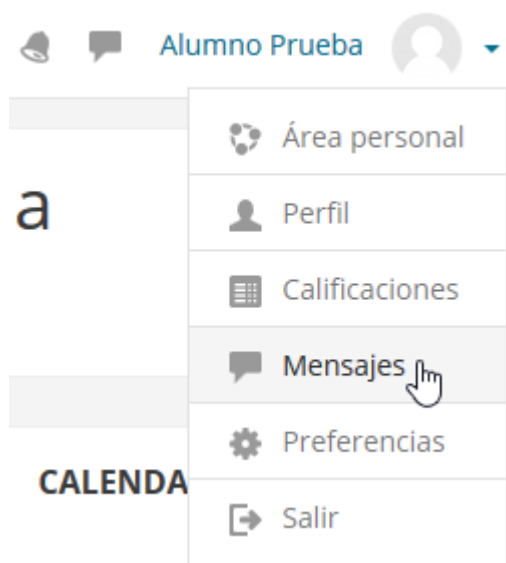 Alumno Prueba
Área personal
a
Perfil
Calificaciones
Mensajes
Preferencias
CALENDA
Salir